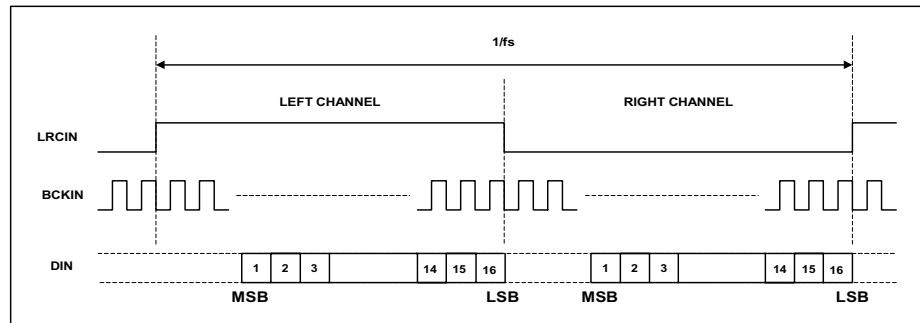 1/fs
LEFT CHANNEL RIGHT CHANNEL
LRCIN
BCKIN
DIN 1 2 3 14 15 16 1 2 3 14 15 16
MSB LSB MSB LSB